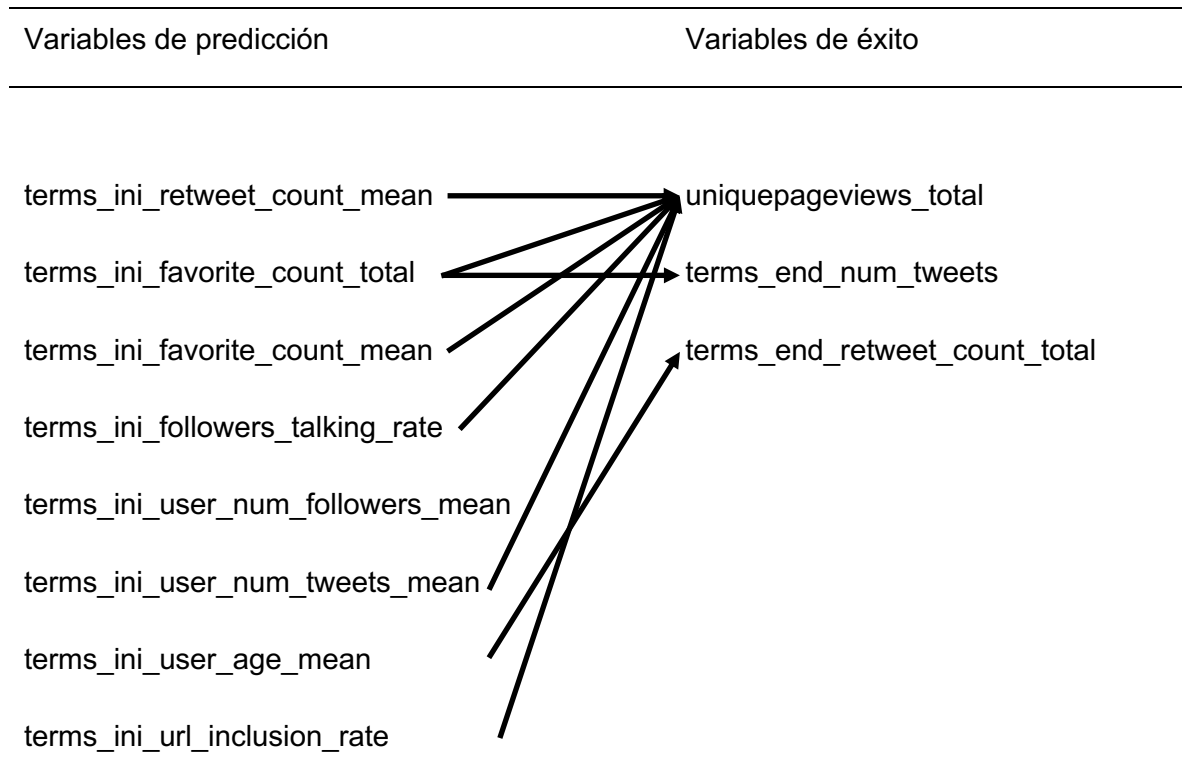 Variables de predicción Variables de éxito
terms_ini_retweet_count_mean uniquepageviews_total
terms_ini_favorite_count_total terms_end_num_tweets
terms_ini_favorite_count_mean terms_end_retweet_count_total
terms_ini_followers_talking_rate
terms_ini_user_num_followers_mean
terms_ini_user_num_tweets_mean
terms_ini_user_age_mean
terms_ini_url_inclusion_rate